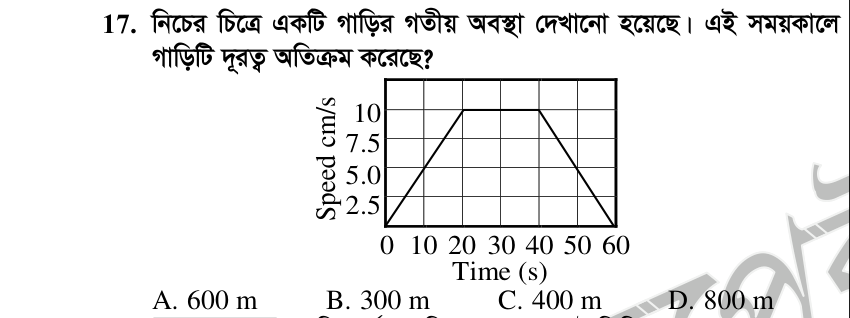 17. নিচের চিত্রে একটি গাড়ির গতীয় অবস্থা দেখানো হয়েছে। এই সময়কালে
গাড়িটি দূরত্ব অতিক্রম করেছে?
Speed cm/s
10
7.5
5.0
2.5
0 10 20 30 40 50 60
Time (s)
A. 600 m B. 300 m C. 400 m D. 800 m